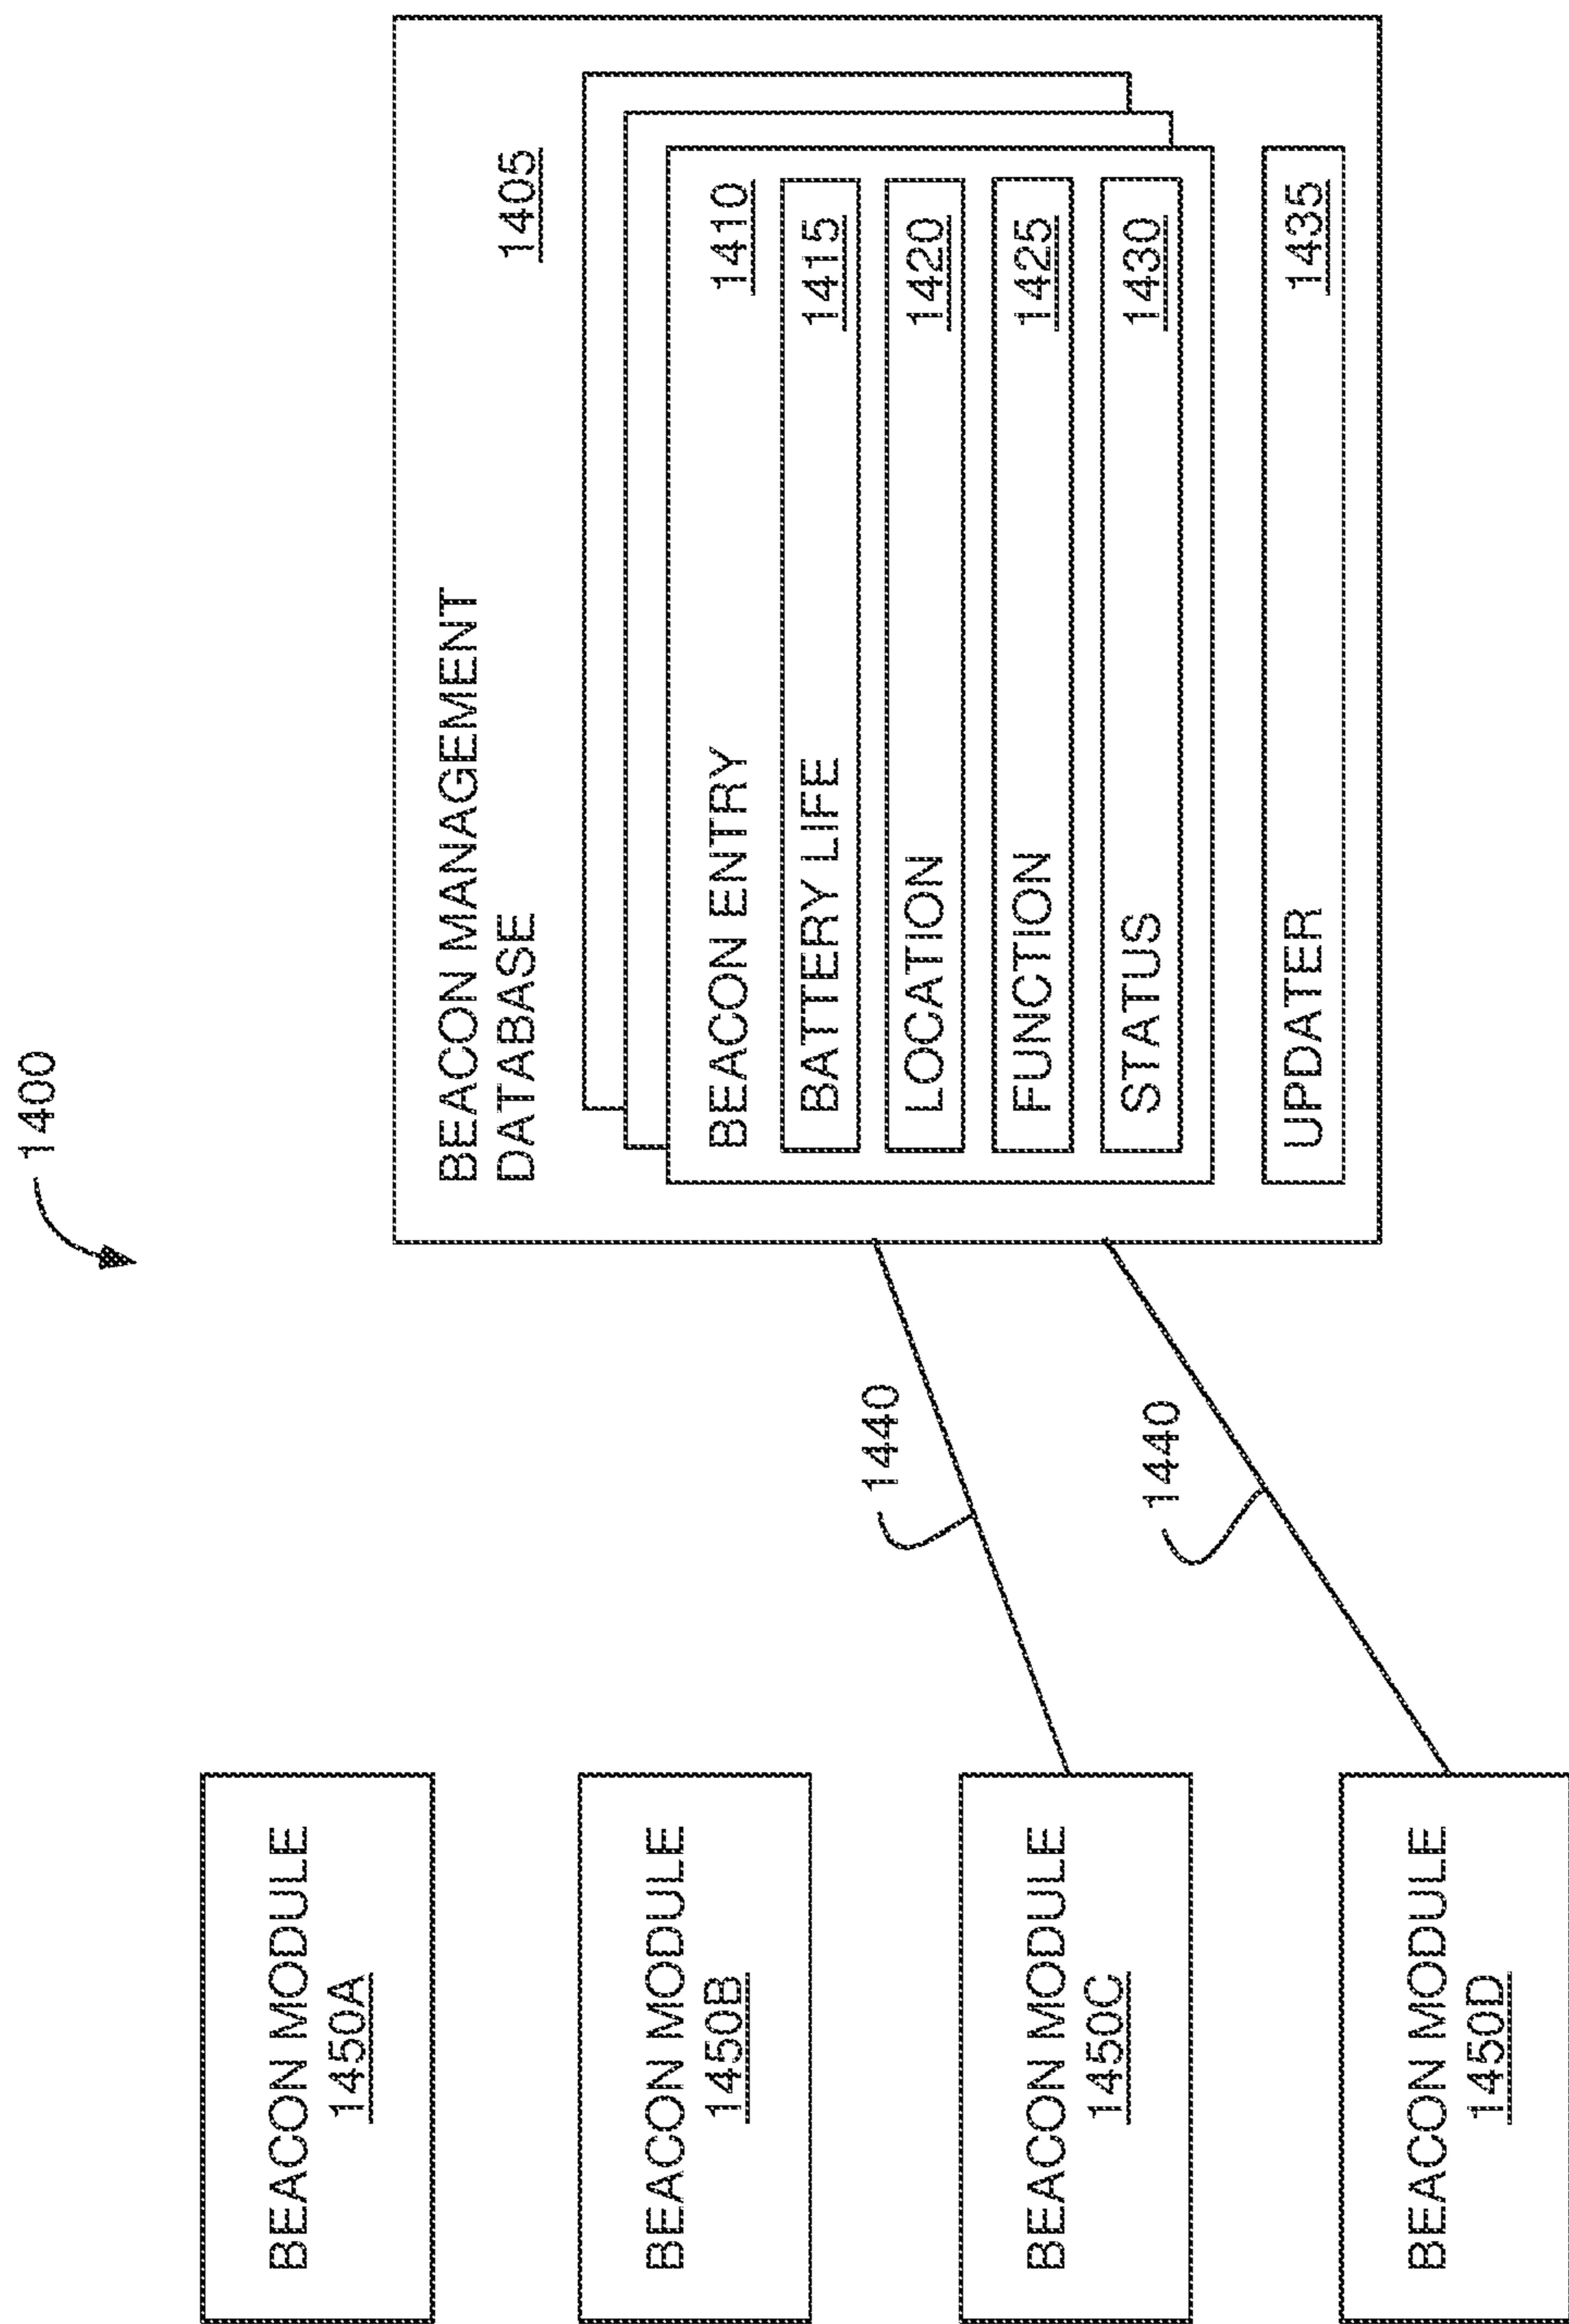 1400
BEACON MODULE
1450A
BEACON MODULE
1450B
BEACON MODULE
1450C
BEACON MODULE
1450D
1440
1440
BEACON MANAGEMENT
DATABASE 1405
BEACON ENTRY 1410
BATTERY LIFE 1415
LOCATION 1420
FUNCTION 1425
STATUS 1430
UPDATER 1435